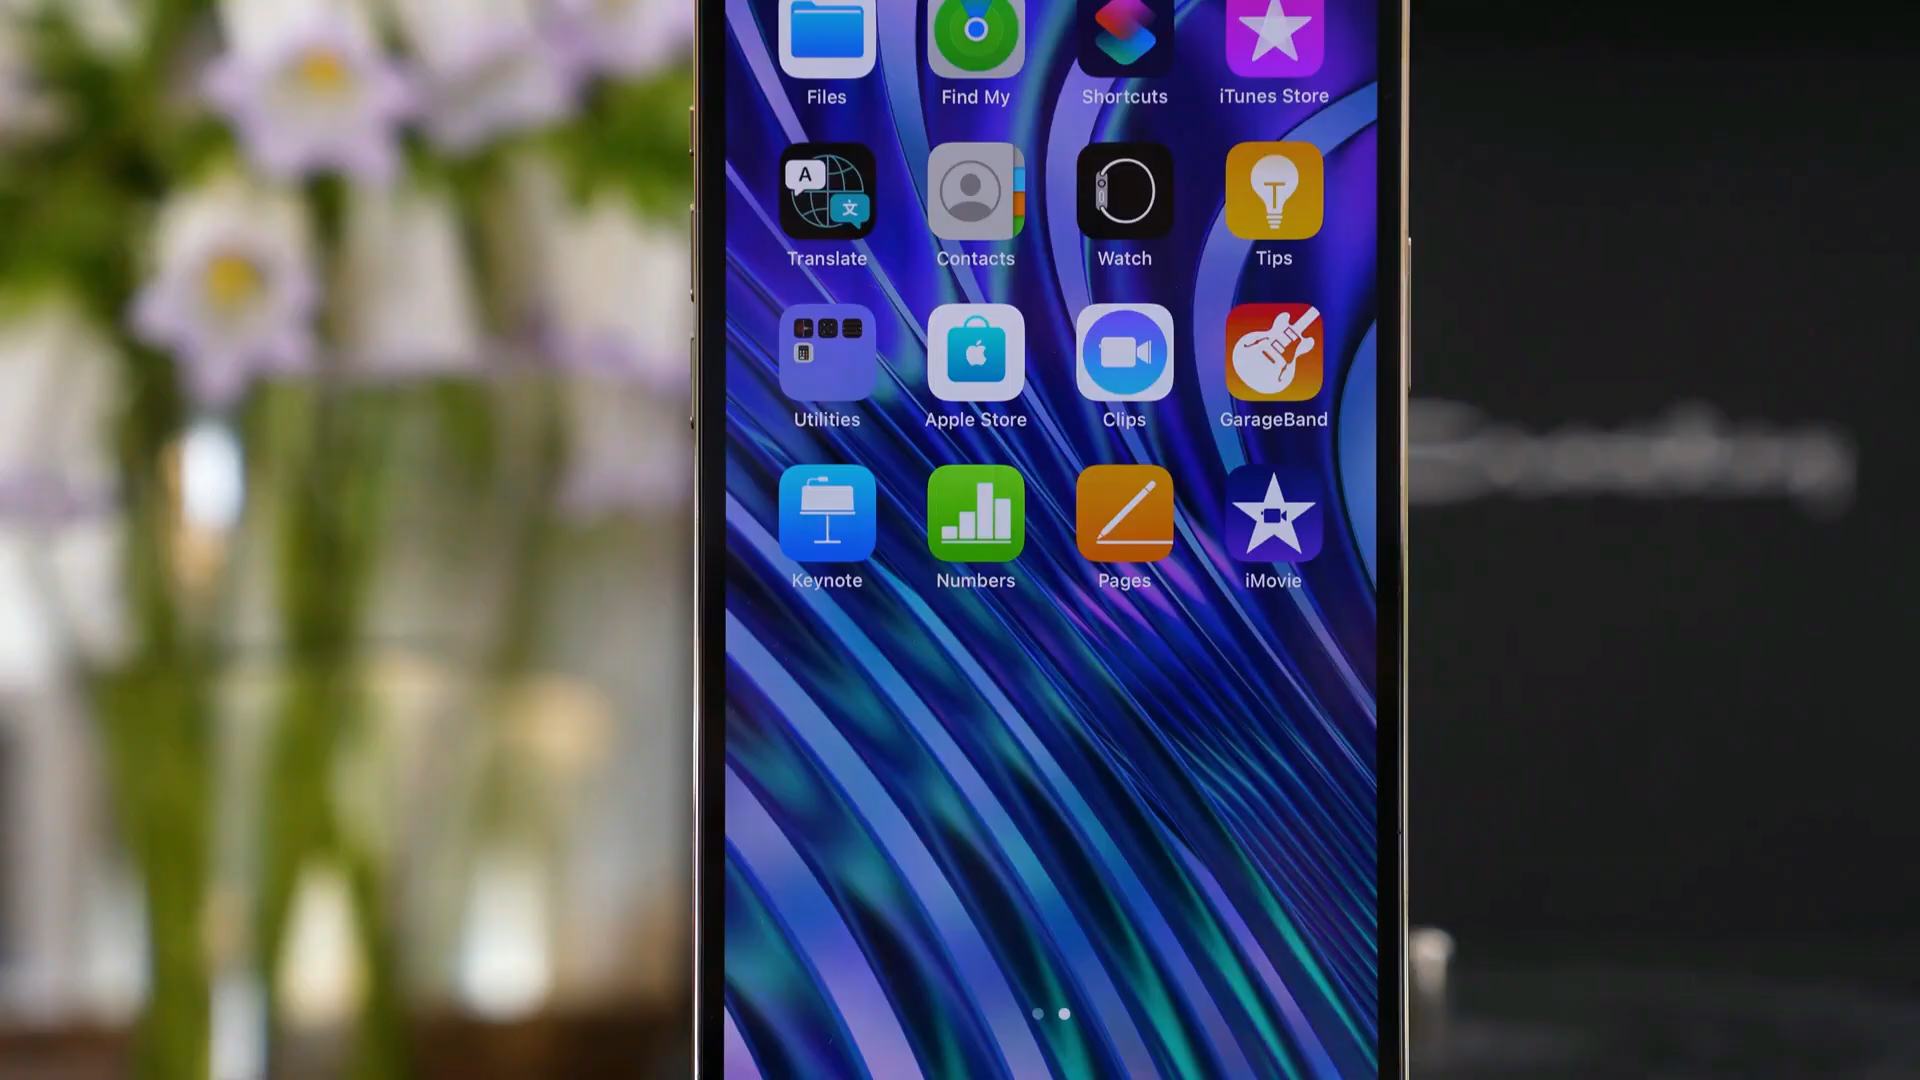 Files Find My Shortcuts iTunes Store
A
文
T
Translate Contacts Watch Tips
Utilities Apple Store Clips GarageBand
Keynote Numbers Pages iMovie